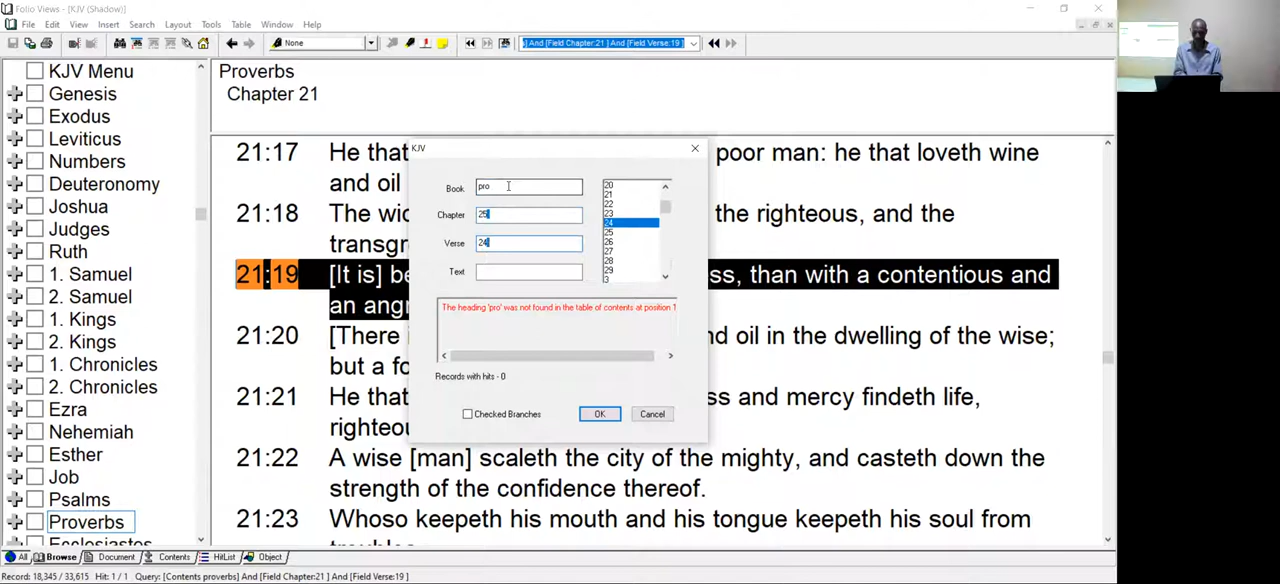 Folio Views - [KJV (Shadow)]
File Edit View Insert Search Layout Tools Table Window Help
None
] And [Field Chapter:21 ] And [Field Verse:19 ]
KJV Menu
Genesis
Exodus
Leviticus
Numbers
Deuteronomy
Joshua
Judges
Ruth
1. Samuel
2. Samuel
1. Kings
2. Kings
1. Chronicles
2. Chronicles
Ezra
Nehemiah
Esther
Job
Psalms
Proverbs
Ecclesiastes
Proverbs
Chapter 21
21:17 He that poor man: he that loveth wine
and oil
21:18 The wic the righteous, and the
transgr
21:19 [It is] be ss, than with a contentious and
an angr
21:20 [There nd oil in the dwelling of the wise;
but a fo
21:21 He that ss and mercy findeth life,
righteou
21:22 A wise [man] scaleth the city of the mighty, and casteth down the
strength of the confidence thereof.
21:23 Whoso keepeth his mouth and his tongue keepeth his soul from
KJV
Book pro
Chapter 25
Verse 24
Text
20
21
22
23
24
25
26
27
28
29
3
The heading 'pro' was not found in the table of contents at position 1
Records with hits - 0
Checked Branches
OK Cancel
All Browse Document Contents HitList Object
Record: 18,345 / 33,615 Hit: 1 / 1 Query: [Contents proverbs] And [Field Chapter:21 ] And [Field Verse:19 ]